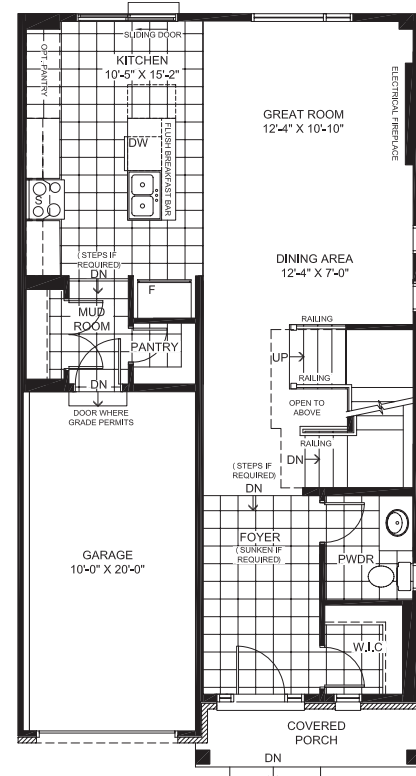 SLIDING DOOR
KITCHEN
10'-5" X 15'-2"
OPT. PANTRY
DW
FLUSH BREAKFAST BAR
S
GREAT ROOM
12'-4" X 10'-10"
ELECTRICAL FIREPLACE
DINING AREA
12'-4" X 7'-0"
(STEPS IF
REQUIRED)
DN
F
MUD
ROOM
PANTRY
DN
DOOR WHERE
GRADE PERMITS
RAILING
UP
RAILING
OPEN TO
ABOVE
RAILING
DN
(STEPS IF
REQUIRED)
DN
FOYER
(SUNKEN IF
REQUIRED)
PWDR
GARAGE
10'-0" X 20'-0"
W.I.C
COVERED
PORCH
DN